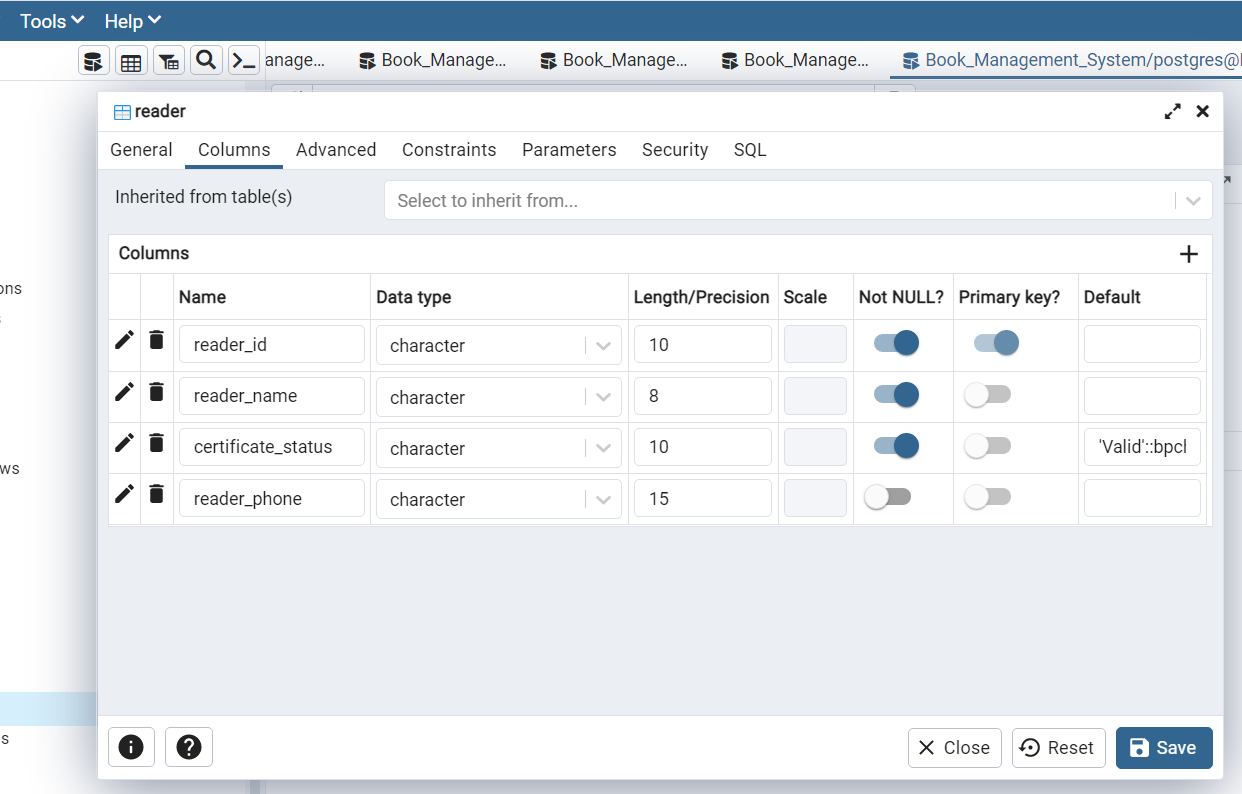 Tools Help
anage... Book_Manage... Book_Manage... Book_Manage... Book_Management_System/postgres@
reader
General Columns Advanced Constraints Parameters Security SQL
Inherited from table(s) Select to inherit from...
Columns
ons
Name Data type Length/Precision Scale Not NULL? Primary key? Default
reader_id character 10
reader_name character 8
certificate_status character 10 'Valid'::bpcl
ws
reader_phone character 15
s
Close Reset Save